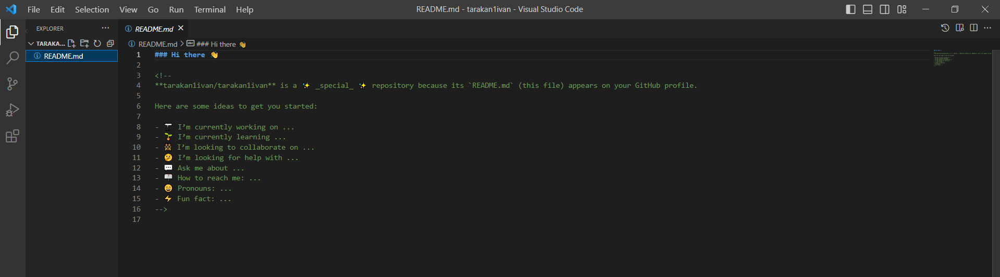 File Edit Selection View Go Run Terminal Help README.md - tarakan1ivan - Visual Studio Code
EXPLORER ··· README.md
TARAKA... README.md > ### Hi there 👋
README.md
1 ### Hi there 👋
2
3 <!--
4 **tarakan1ivan/tarakan1ivan** is a ✨ _special_ ✨ repository because its `README.md` (this file) appears on your GitHub profile.
5
6 Here are some ideas to get you started:
7
8 - 🔭 I’m currently working on ...
9 - 🌱 I’m currently learning ...
10 - 👯 I’m looking to collaborate on ...
11 - 🤔 I’m looking for help with ...
12 - 💬 Ask me about ...
13 - 📫 How to reach me: ...
14 - 😄 Pronouns: ...
15 - ⚡ Fun fact: ...
16 -->
17